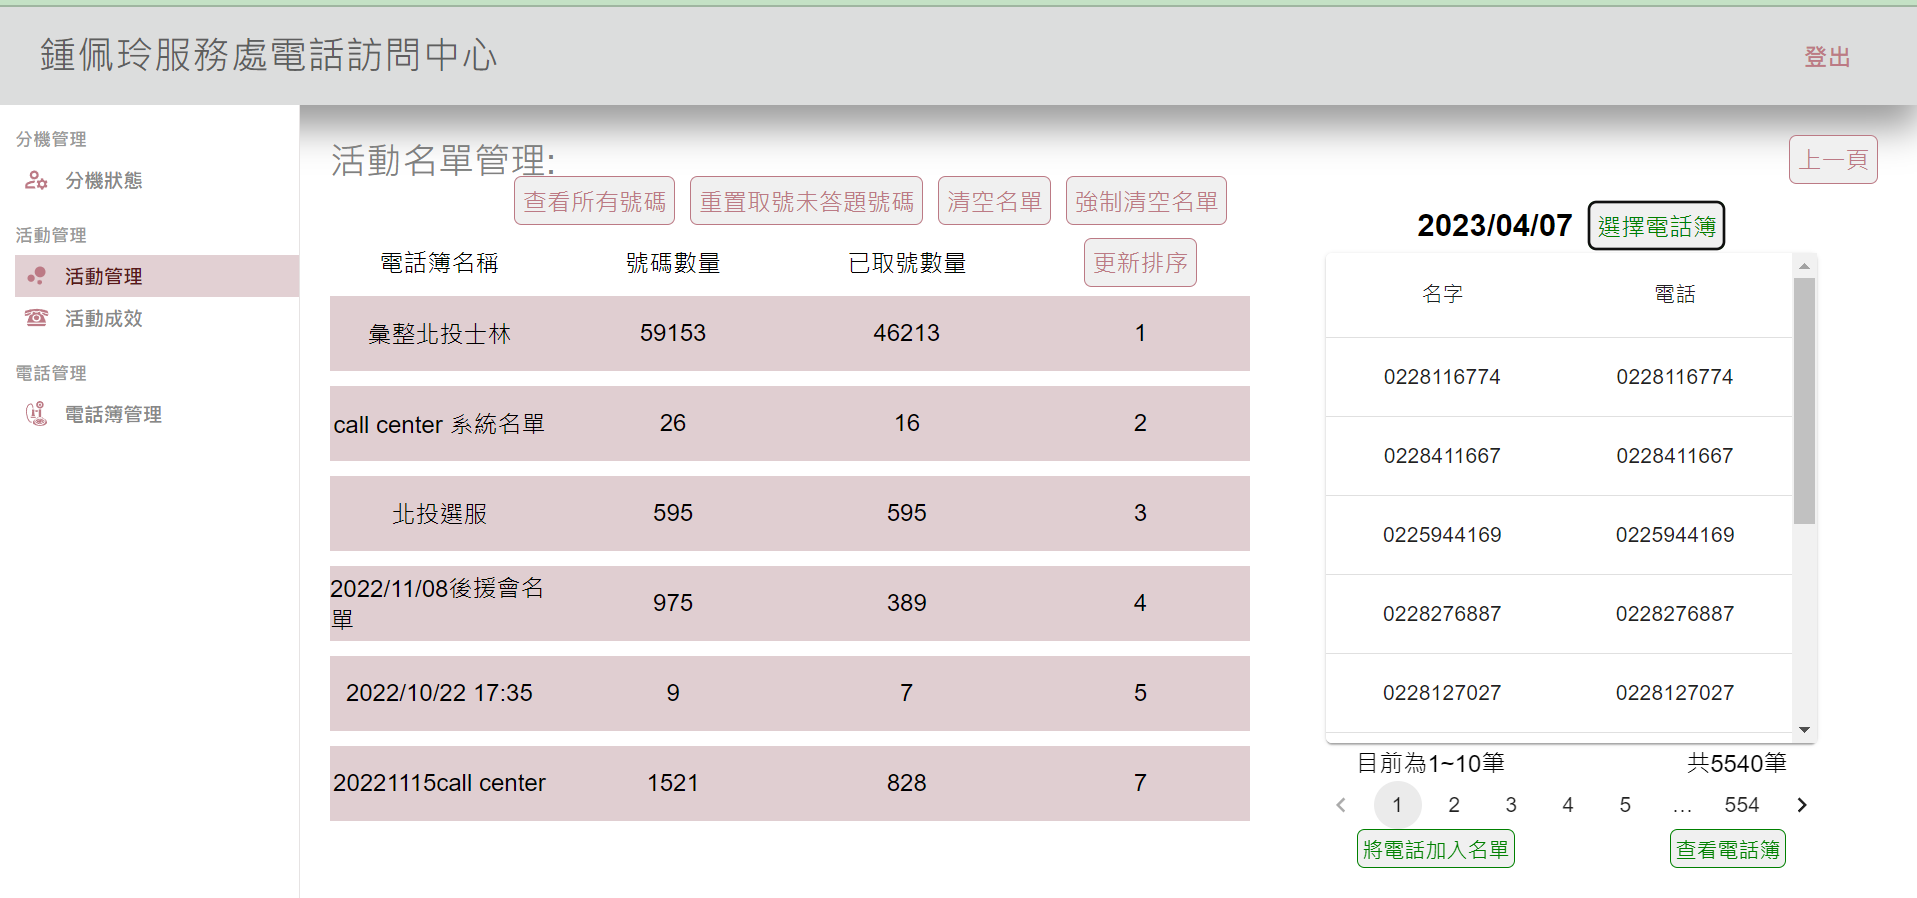 鍾佩玲服務處電話訪問中心
登出
分機管理
分機狀態
活動管理
活動管理
活動成效
電話管理
電話簿管理
活動名單管理:
上一頁
查看所有號碼 重置取號未答題號碼 清空名單 強制清空名單
電話簿名稱 號碼數量 已取號數量 更新排序
彙整北投士林 59153 46213 1
call center 系統名單 26 16 2
北投選服 595 595 3
2022/11/08後援會名
單 975 389 4
2022/10/22 17:35 9 7 5
20221115call center 1521 828 7
2023/04/07 選擇電話簿
名字 電話
0228116774 0228116774
0228411667 0228411667
0225944169 0225944169
0228276887 0228276887
0228127027 0228127027
目前為1~10筆 共5540筆
1 2 3 4 5 ... 554
將電話加入名單 查看電話簿